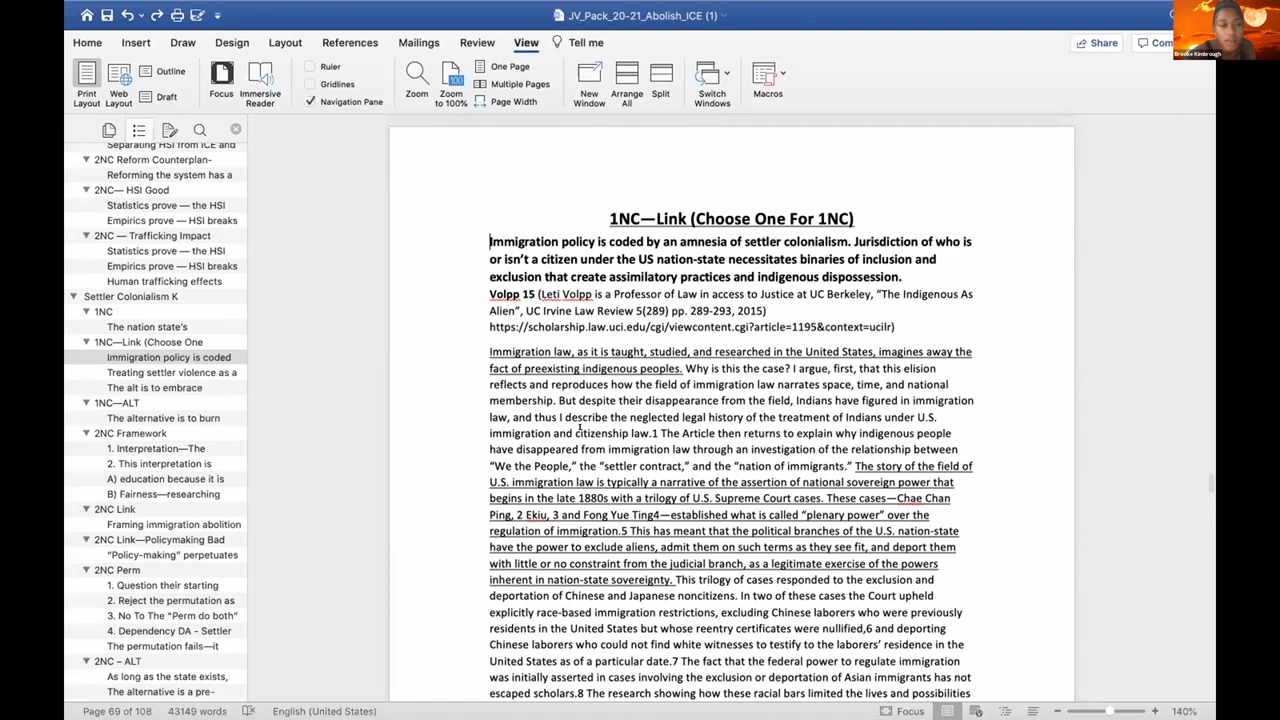 JV_Pack_20-21_Abolish_ICE (1)
Brooke Kimbrough
Home Insert Draw Design Layout References Mailings Review View Tell me
Share
Com
Print Layout
Web Layout
Outline
Draft
Focus
Immersive Reader
Ruler
Gridlines
Navigation Pane
Zoom
Zoom to 100%
100
One Page
Multiple Pages
Page Width
New Window
Arrange All
Split
Switch Windows
Macros
Separating HSI from ICE and
2NC Reform Counterplan-
Reforming the system has a
2NC— HSI Good
Statistics prove — the HSI
Empirics prove — HSI breaks
2NC — Trafficking Impact
Statistics prove — the HSI
Empirics prove — HSI breaks
Human trafficking effects
Settler Colonialism K
1NC
The nation state's
1NC—Link (Choose One
Immigration policy is coded
Treating settler violence as a
The alt is to embrace
1NC—ALT
The alternative is to burn
2NC Framework
1. Interpretation—The
2. This interpretation is
A) education because it is
B) Fairness—researching
2NC Link
Framing immigration abolition
2NC Link—Policymaking Bad
"Policy-making" perpetuates
2NC Perm
1. Question their starting
2. Reject the permutation as
3. No To The "Perm do both"
4. Dependency DA - Settler
The permutation fails—it
2NC – ALT
As long as the state exists,
The alternative is a pre-
1NC—Link (Choose One For 1NC)
Immigration policy is coded by an amnesia of settler colonialism. Jurisdiction of who is
or isn't a citizen under the US nation-state necessitates binaries of inclusion and
exclusion that create assimilatory practices and indigenous dispossession.
Volpp 15 (Leti Volpp is a Professor of Law in access to Justice at UC Berkeley, "The Indigenous As
Alien", UC Irvine Law Review 5(289) pp. 289-293, 2015)
https://scholarship.law.uci.edu/cgi/viewcontent.cgi?article=1195&context=ucilr)
Immigration law, as it is taught, studied, and researched in the United States, imagines away the
fact of preexisting indigenous peoples. Why is this the case? I argue, first, that this elision
reflects and reproduces how the field of immigration law narrates space, time, and national
membership. But despite their disappearance from the field, Indians have figured in immigration
law, and thus I describe the neglected legal history of the treatment of Indians under U.S.
immigration and citizenship law.1 The Article then returns to explain why indigenous people
have disappeared from immigration law through an investigation of the relationship between
"We the People," the "settler contract," and the "nation of immigrants." The story of the field of
U.S. immigration law is typically a narrative of the assertion of national sovereign power that
begins in the late 1880s with a trilogy of U.S. Supreme Court cases. These cases—Chae Chan
Ping, 2 Ekiu, 3 and Fong Yue Ting4—established what is called "plenary power" over the
regulation of immigration.5 This has meant that the political branches of the U.S. nation-state
have the power to exclude aliens, admit them on such terms as they see fit, and deport them
with little or no constraint from the judicial branch, as a legitimate exercise of the powers
inherent in nation-state sovereignty. This trilogy of cases responded to the exclusion and
deportation of Chinese and Japanese noncitizens. In two of these cases the Court upheld
explicitly race-based immigration restrictions, excluding Chinese laborers who were previously
residents in the United States but whose reentry certificates were nullified,6 and deporting
Chinese laborers who could not find white witnesses to testify to the laborers' residence in the
United States as of a particular date.7 The fact that the federal power to regulate immigration
was initially asserted in cases involving the exclusion or deportation of Asian immigrants has not
escaped scholars.8 The research showing how these racial bars limited the lives and possibilities
Page 69 of 108 43149 words English (United States) Focus 140%